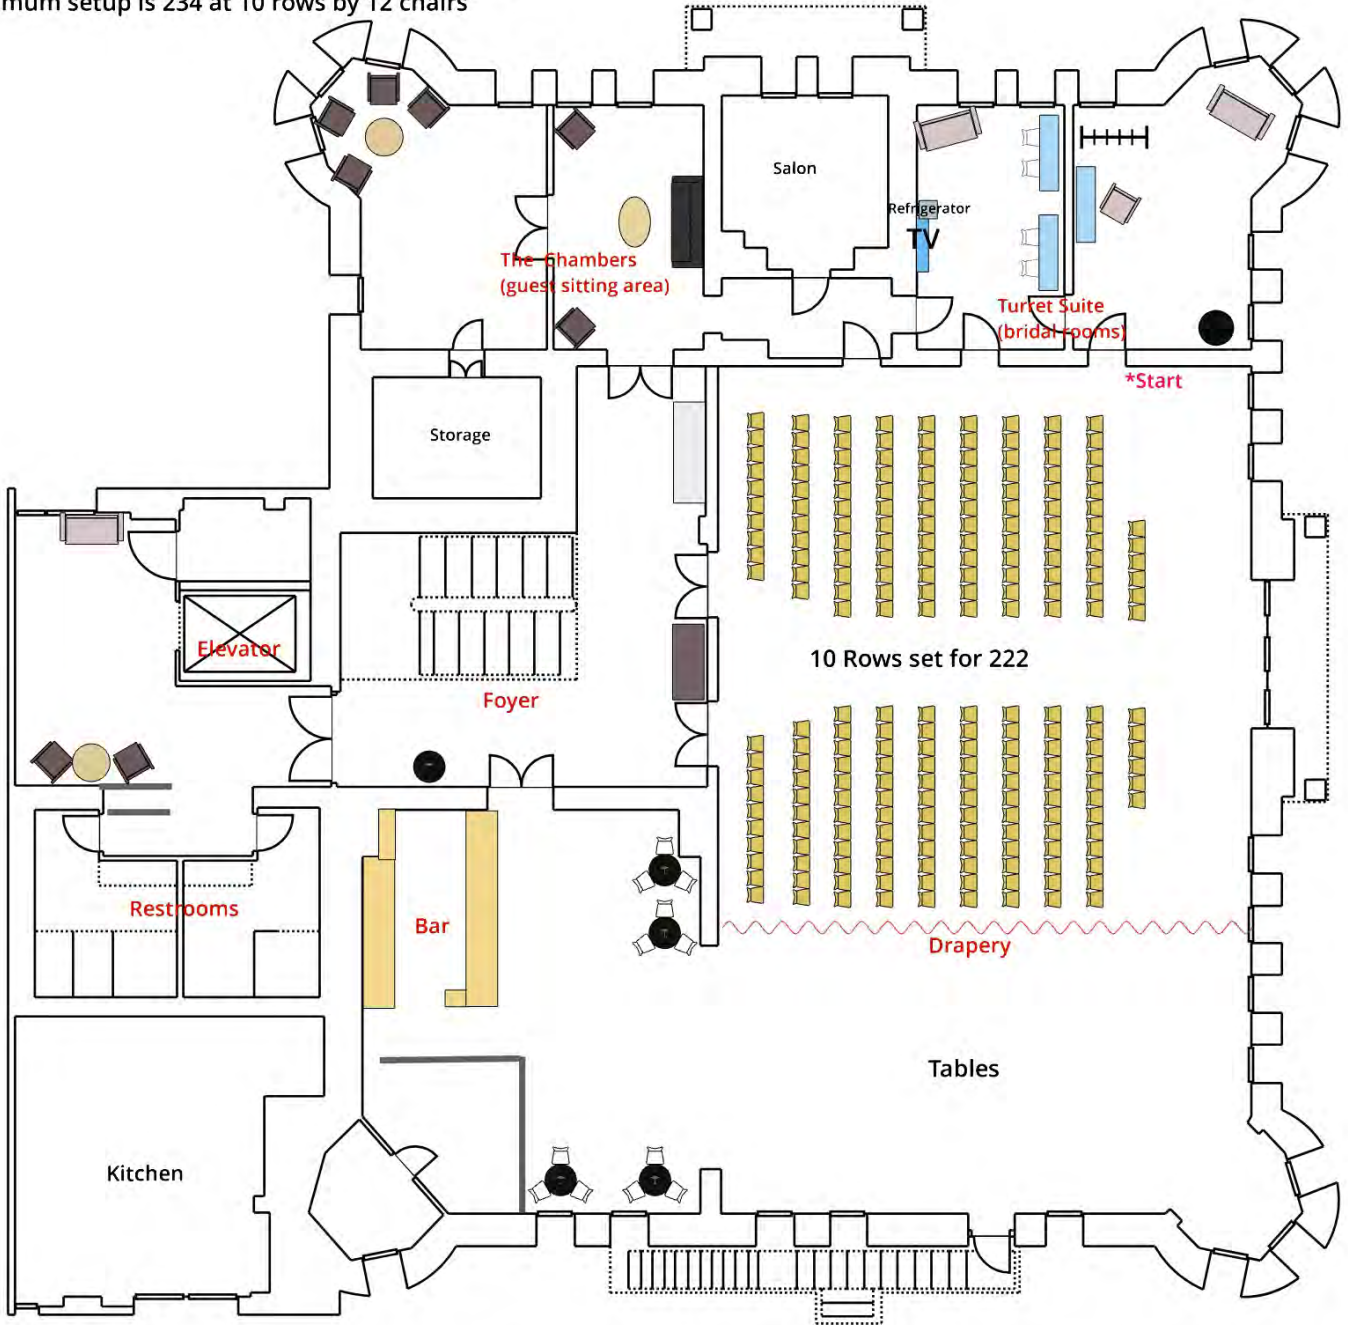 mum setup is 234 at 10 rows by 12 chairs
Salon
Refrigerator
TV
The Chambers
(guest sitting area)
Turret Suite
(bridal rooms)
*Start
Storage
Elevator
10 Rows set for 222
Foyer
Restrooms
Bar
Drapery
Tables
Kitchen